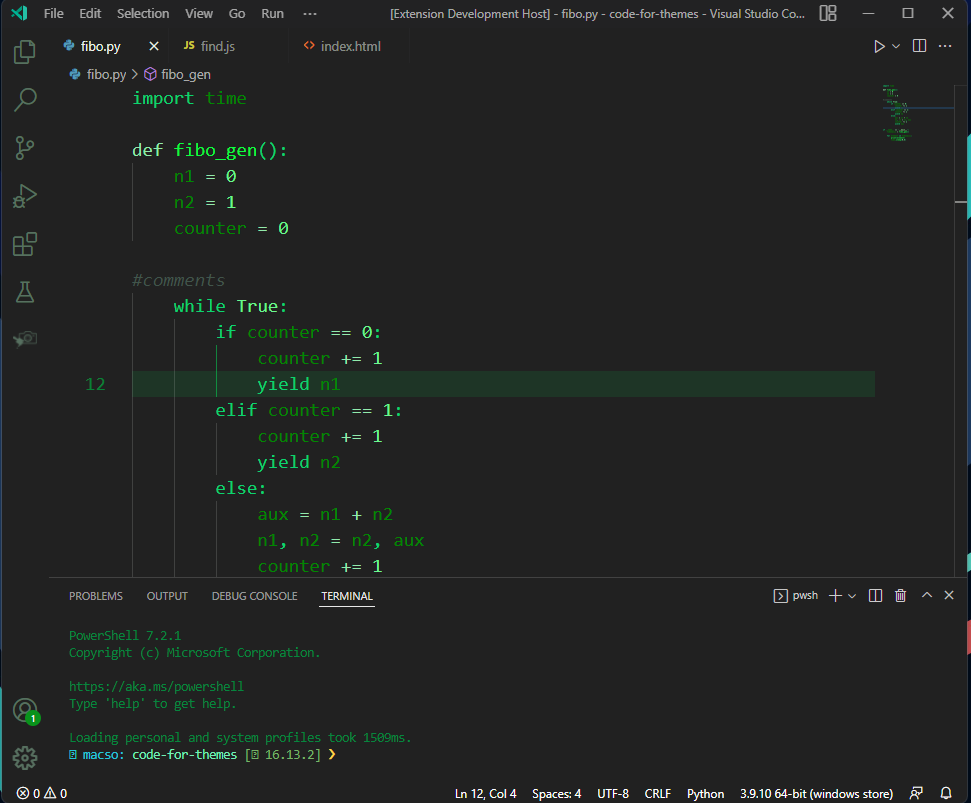 File Edit Selection View Go Run ··· [Extension Development Host] - fibo.py - code-for-themes - Visual Studio Co...
fibo.py JS find.js <> index.html
fibo.py > fibo_gen
import time
def fibo_gen():
n1 = 0
n2 = 1
counter = 0
#comments
while True:
if counter == 0:
counter += 1
12 yield n1
elif counter == 1:
counter += 1
yield n2
else:
aux = n1 + n2
n1, n2 = n2, aux
counter += 1
PROBLEMS OUTPUT DEBUG CONSOLE TERMINAL pwsh
PowerShell 7.2.1
Copyright (c) Microsoft Corporation.
https://aka.ms/powershell
Type 'help' to get help.
1
Loading personal and system profiles took 1509ms.
macso: code-for-themes [ 16.13.2] ❯
0 0 Ln 12, Col 4 Spaces: 4 UTF-8 CRLF Python 3.9.10 64-bit (windows store)